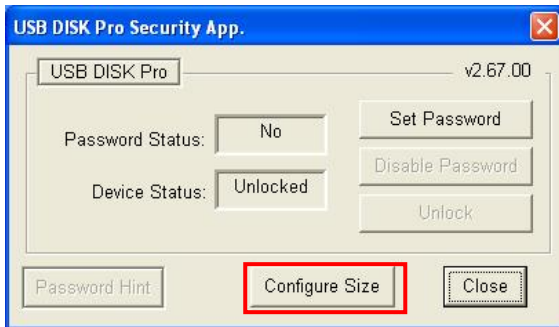 USB DISK Pro Security App.
USB DISK Pro
v2.67.00
Password Status:
No
Set Password
Disable Password
Device Status:
Unlocked
Unlock
Password Hint
Configure Size
Close